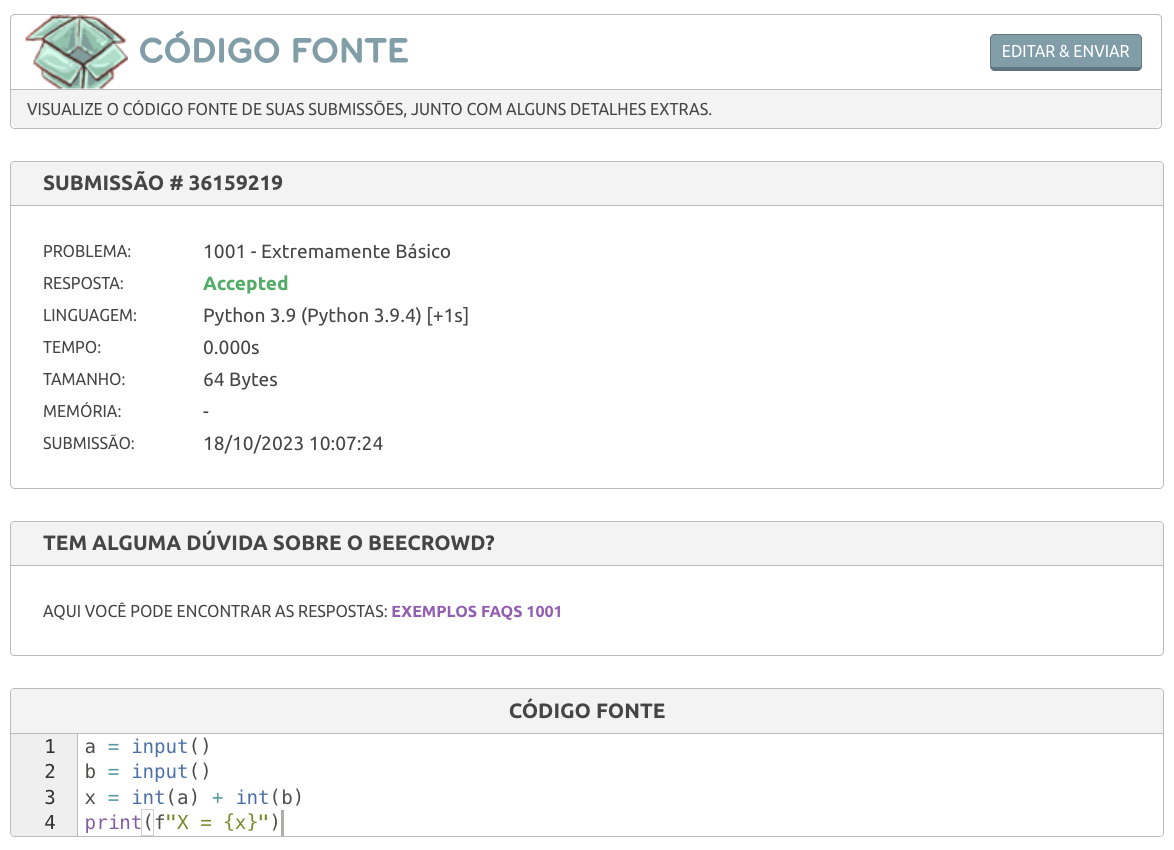 CÓDIGO FONTE
EDITAR & ENVIAR
VISUALIZE O CÓDIGO FONTE DE SUAS SUBMISSÕES, JUNTO COM ALGUNS DETALHES EXTRAS.
SUBMISSÃO # 36159219
PROBLEMA: 1001 - Extremamente Básico
RESPOSTA: Accepted
LINGUAGEM: Python 3.9 (Python 3.9.4) [+1s]
TEMPO: 0.000s
TAMANHO: 64 Bytes
MEMÓRIA: -
SUBMISSÃO: 18/10/2023 10:07:24
TEM ALGUMA DÚVIDA SOBRE O BEECROWD?
AQUI VOCÊ PODE ENCONTRAR AS RESPOSTAS: EXEMPLOS FAQS 1001
CÓDIGO FONTE
1 a = input()
2 b = input()
3 x = int(a) + int(b)
4 print(f"X = {x}")